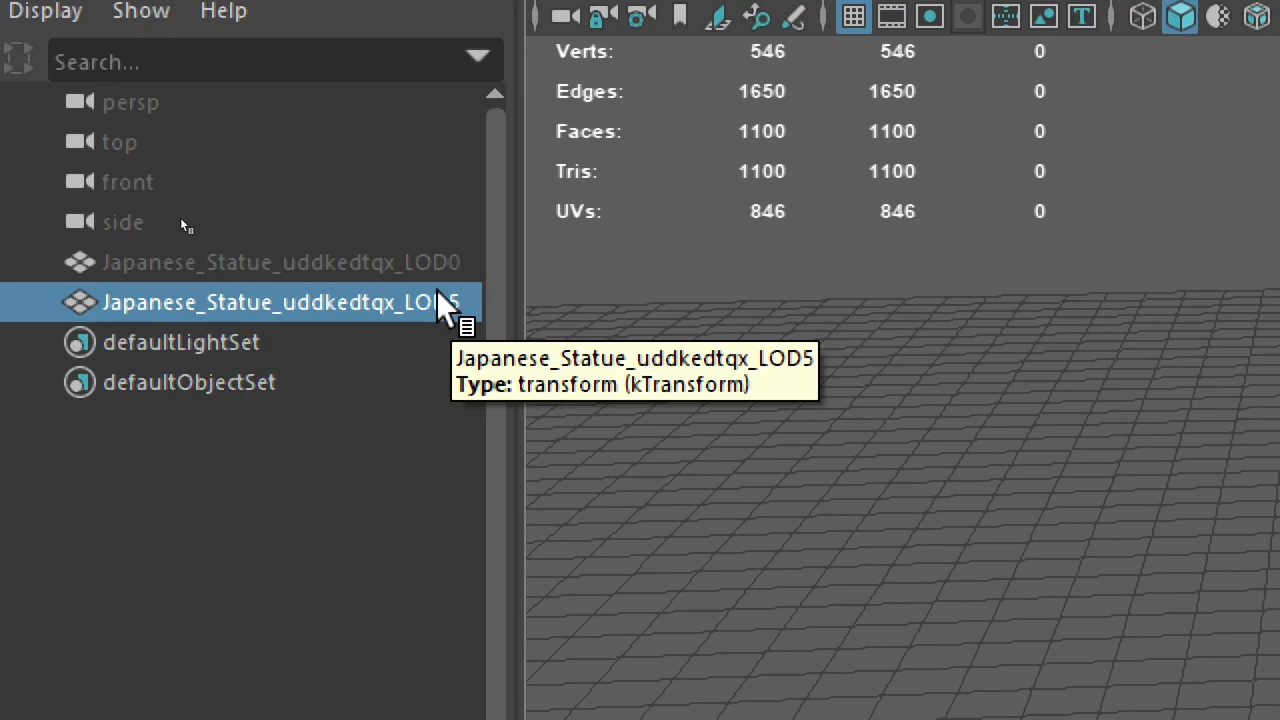 Display Show Help
Search...
persp
top
front
side
Japanese_Statue_uddkedtqx_LOD0
Japanese_Statue_uddkedtqx_LOD5
defaultLightSet
defaultObjectSet
Japanese_Statue_uddkedtqx_LOD5
Type: transform (kTransform)
T
Verts: 546 546 0
Edges: 1650 1650 0
Faces: 1100 1100 0
Tris: 1100 1100 0
UVs: 846 846 0